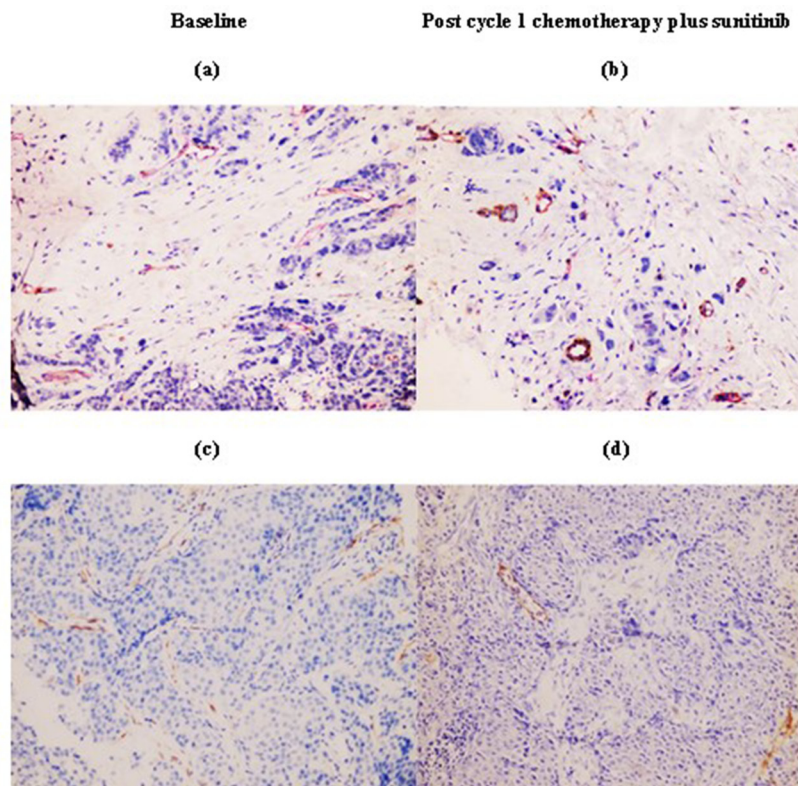 Baseline
Post cycle 1 chemotherapy plus sunitinib
(a)
(b)
(c)
(d)